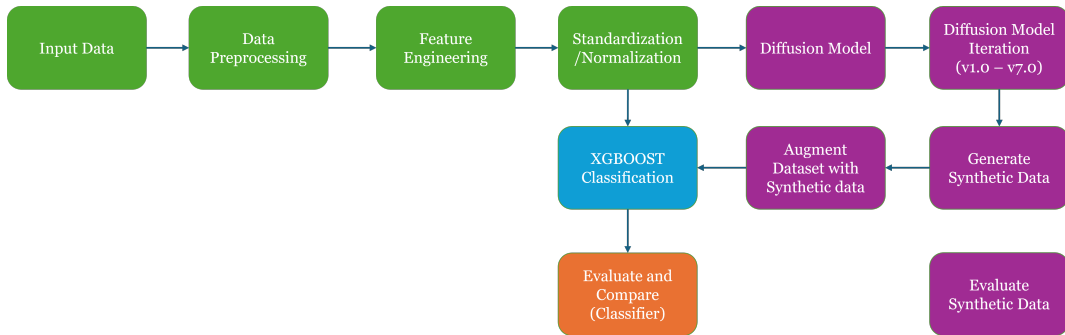 Input Data
Data
Preprocessing
Feature
Engineering
Standardization
/Normalization
Diffusion Model
Diffusion Model
Iteration
(v1.0 – v7.0)
XGBOOST
Classification
Augment
Dataset with
Synthetic data
Generate
Synthetic Data
Evaluate and
Compare
(Classifier)
Evaluate
Synthetic Data